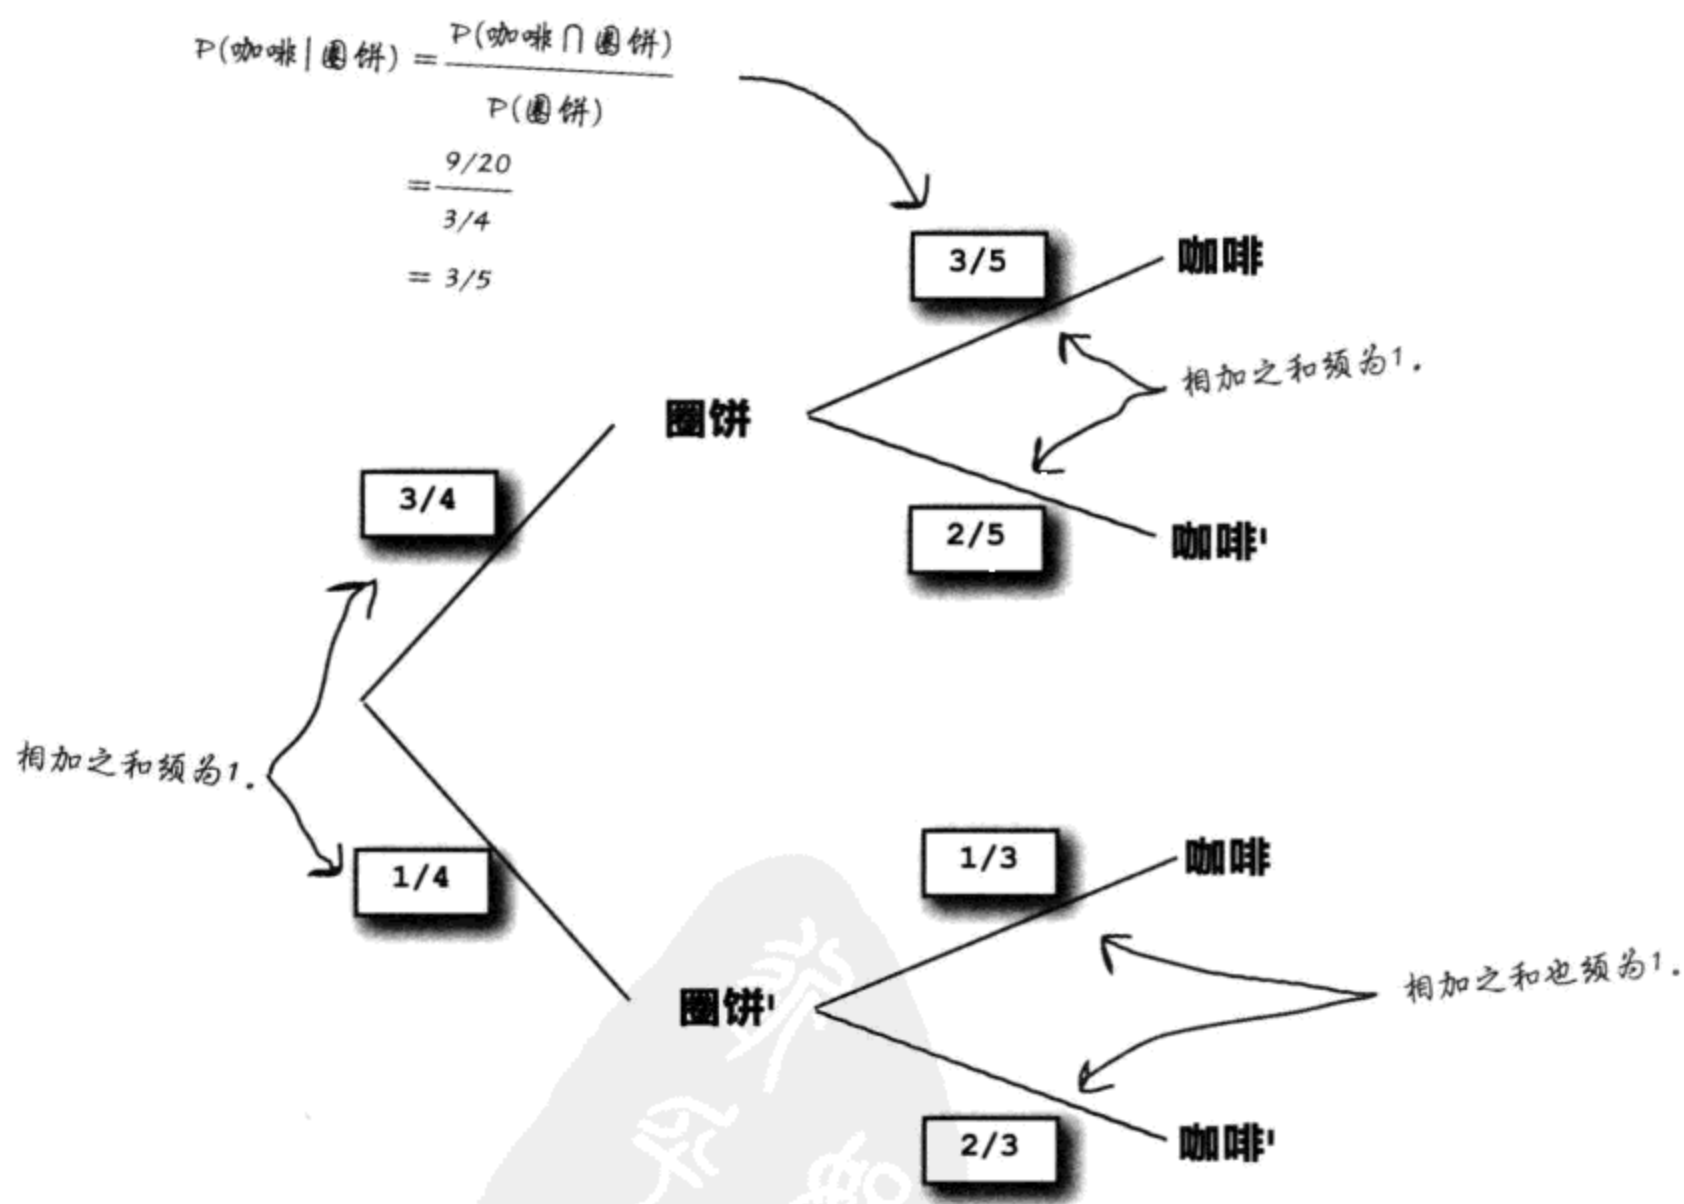 P(咖啡|圈饼) = P(咖啡∩圈饼)
P(圈饼)
= 9/20
3/4
= 3/5
3/5
咖啡
相加之和须为1.
圈饼
3/4
2/5
咖啡'
相加之和须为1.
1/4
1/3
咖啡
圈饼'
相加之和也须为1.
2/3
咖啡'